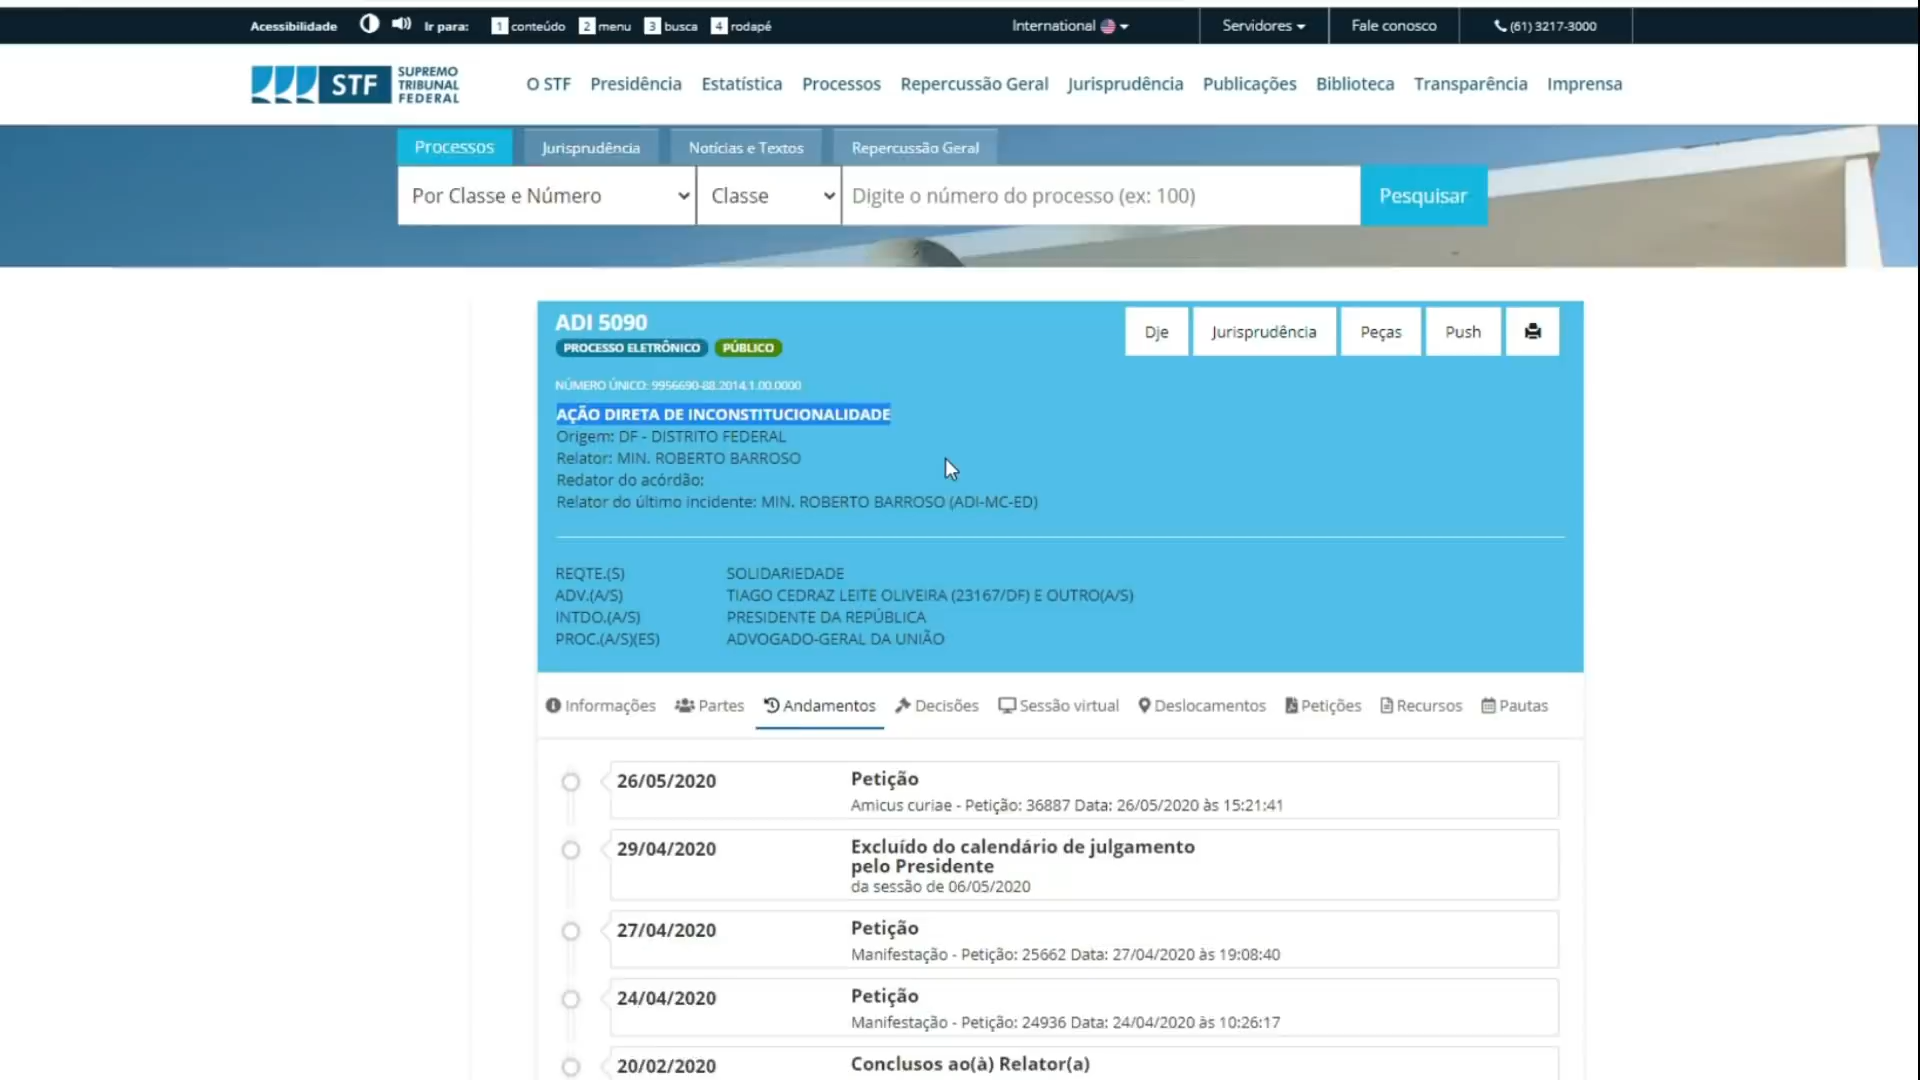 Acessibilidade Ir para: 1 conteúdo 2 menu 3 busca 4 rodapé International Servidores Fale conosco (61) 3217-3000
STF SUPREMO TRIBUNAL FEDERAL
O STF Presidência Estatística Processos Repercussão Geral Jurisprudência Publicações Biblioteca Transparência Imprensa
Processos Jurisprudência Notícias e Textos Repercussão Geral
Por Classe e Número Classe Digite o número do processo (ex: 100) Pesquisar
ADI 5090
PROCESSO ELETRÔNICO PÚBLICO
Dje Jurisprudência Peças Push
NÚMERO ÚNICO: 9956690-88.2014.1.00.0000
AÇÃO DIRETA DE INCONSTITUCIONALIDADE
Origem: DF - DISTRITO FEDERAL
Relator: MIN. ROBERTO BARROSO
Redator do acórdão:
Relator do último incidente: MIN. ROBERTO BARROSO (ADI-MC-ED)
REQTE.(S) SOLIDARIEDADE
ADV.(A/S) TIAGO CEDRAZ LEITE OLIVEIRA (23167/DF) E OUTRO(A/S)
INTDO.(A/S) PRESIDENTE DA REPÚBLICA
PROC.(A/S)(ES) ADVOGADO-GERAL DA UNIÃO
Informações Partes Andamentos Decisões Sessão virtual Deslocamentos Petições Recursos Pautas
26/05/2020 Petição
Amicus curiae - Petição: 36887 Data: 26/05/2020 às 15:21:41
29/04/2020 Excluído do calendário de julgamento
pelo Presidente
da sessão de 06/05/2020
27/04/2020 Petição
Manifestação - Petição: 25662 Data: 27/04/2020 às 19:08:40
24/04/2020 Petição
Manifestação - Petição: 24936 Data: 24/04/2020 às 10:26:17
20/02/2020 Conclusos ao(à) Relator(a)